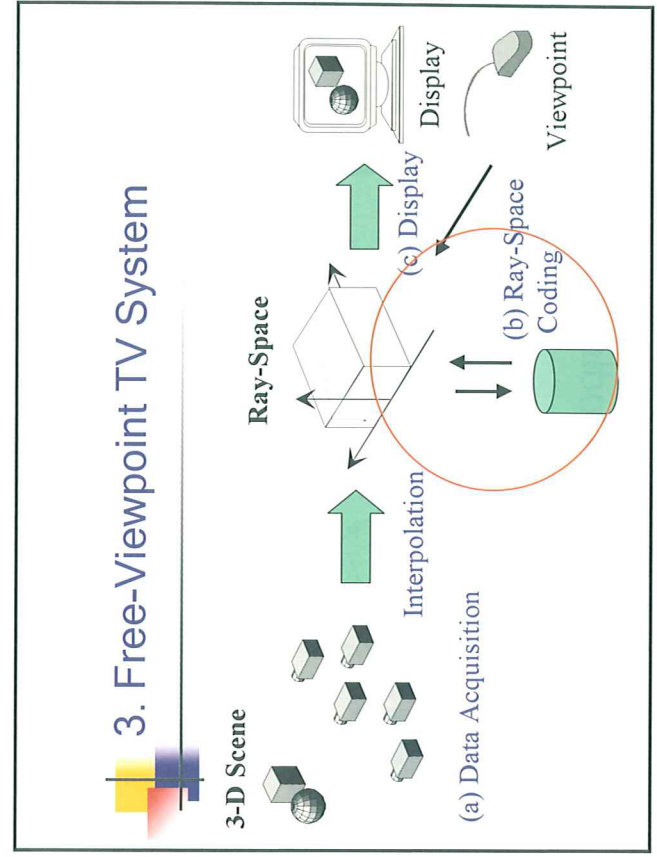 3. Free-Viewpoint TV System
3-D Scene
Ray-Space
(a) Data Acquisition
Interpolation
(b) Ray-Space
Coding
(c) Display
Display
Viewpoint